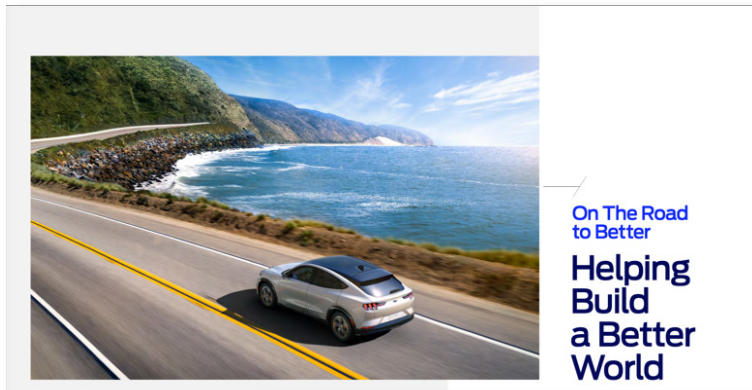 On The Road
to Better
Helping
Build
a Better
World